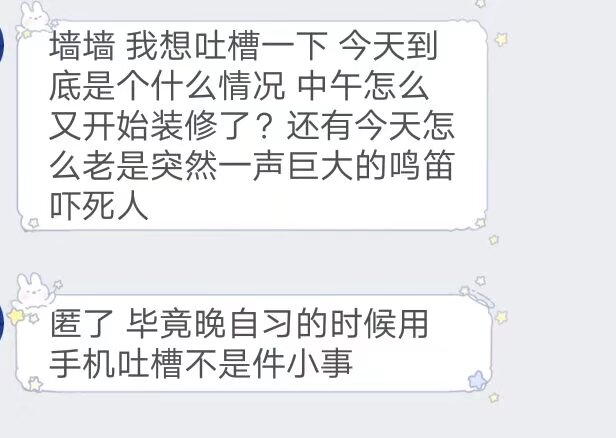 墙墙 我想吐槽一下 今天到
底是个什么情况 中午怎么
又开始装修了？还有今天怎
么老是突然一声巨大的鸣笛
吓死人
匿了 毕竟晚自习的时候用
手机吐槽不是件小事